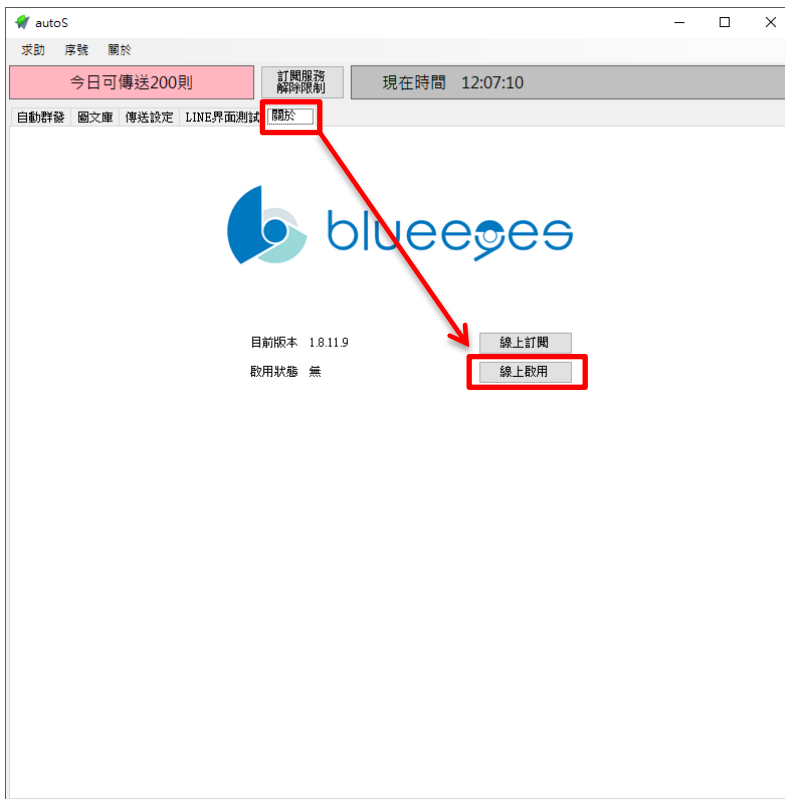 autoS
求助 序號 關於
今日可傳送200則
訂閱服務
解除限制
現在時間 12:07:10
自動群發 圖文庫 傳送設定 LINE界面測試 關於
blueeyes
目前版本 1.8.11.9
線上訂閱
啟用狀態 無
線上啟用